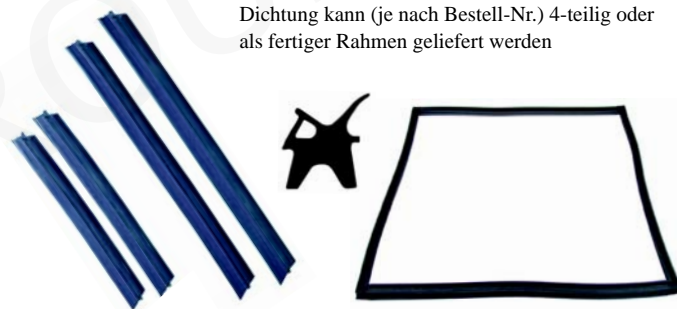 Dichtung kann (je nach Bestell-Nr.) 4-teilig oder
als fertiger Rahmen geliefert werden